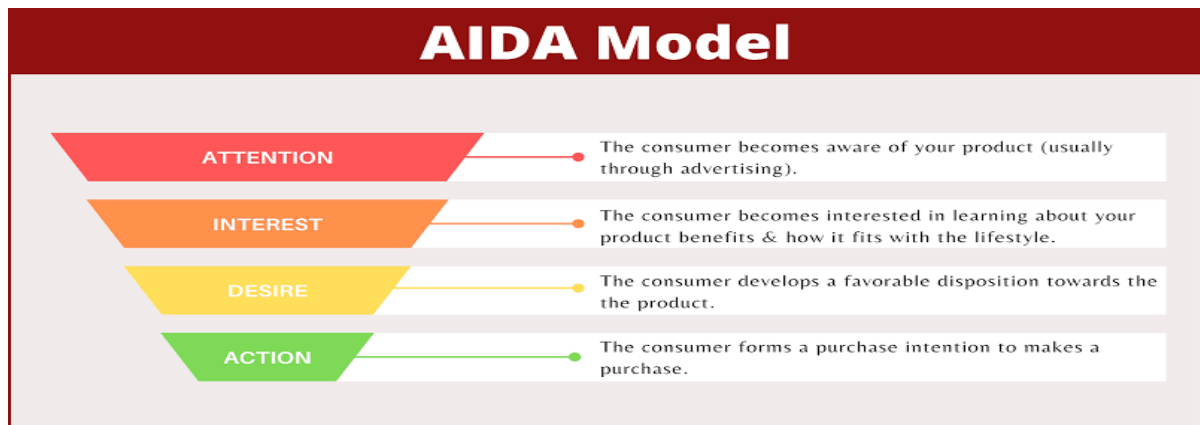 AIDA Model
ATTENTION
The consumer becomes aware of your product (usually
through advertising).
INTEREST
The consumer becomes interested in learning about your
product benefits & how it fits with the lifestyle.
DESIRE
The consumer develops a favorable disposition towards the
the product.
ACTION
The consumer forms a purchase intention to makes a
purchase.